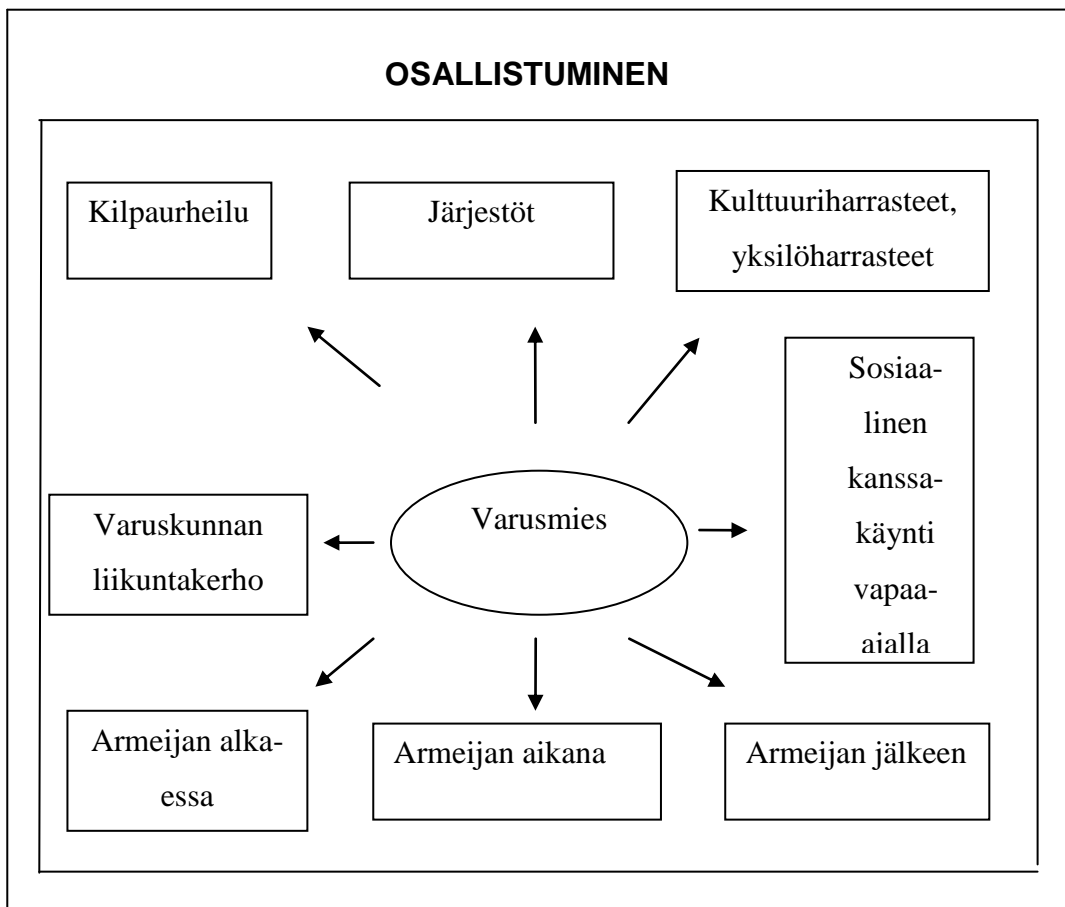 OSALLISTUMINEN
Kilpaurheilu
Järjestöt
Kulttuuriharrasteet,
yksilöharrasteet
Sosiaa-
linen
kanssa-
käynti
vapaa-
ajalla
Varuskunnan
liikuntakerho
Varusmies
Armeijan alka-
essa
Armeijan aikana
Armeijan jälkeen